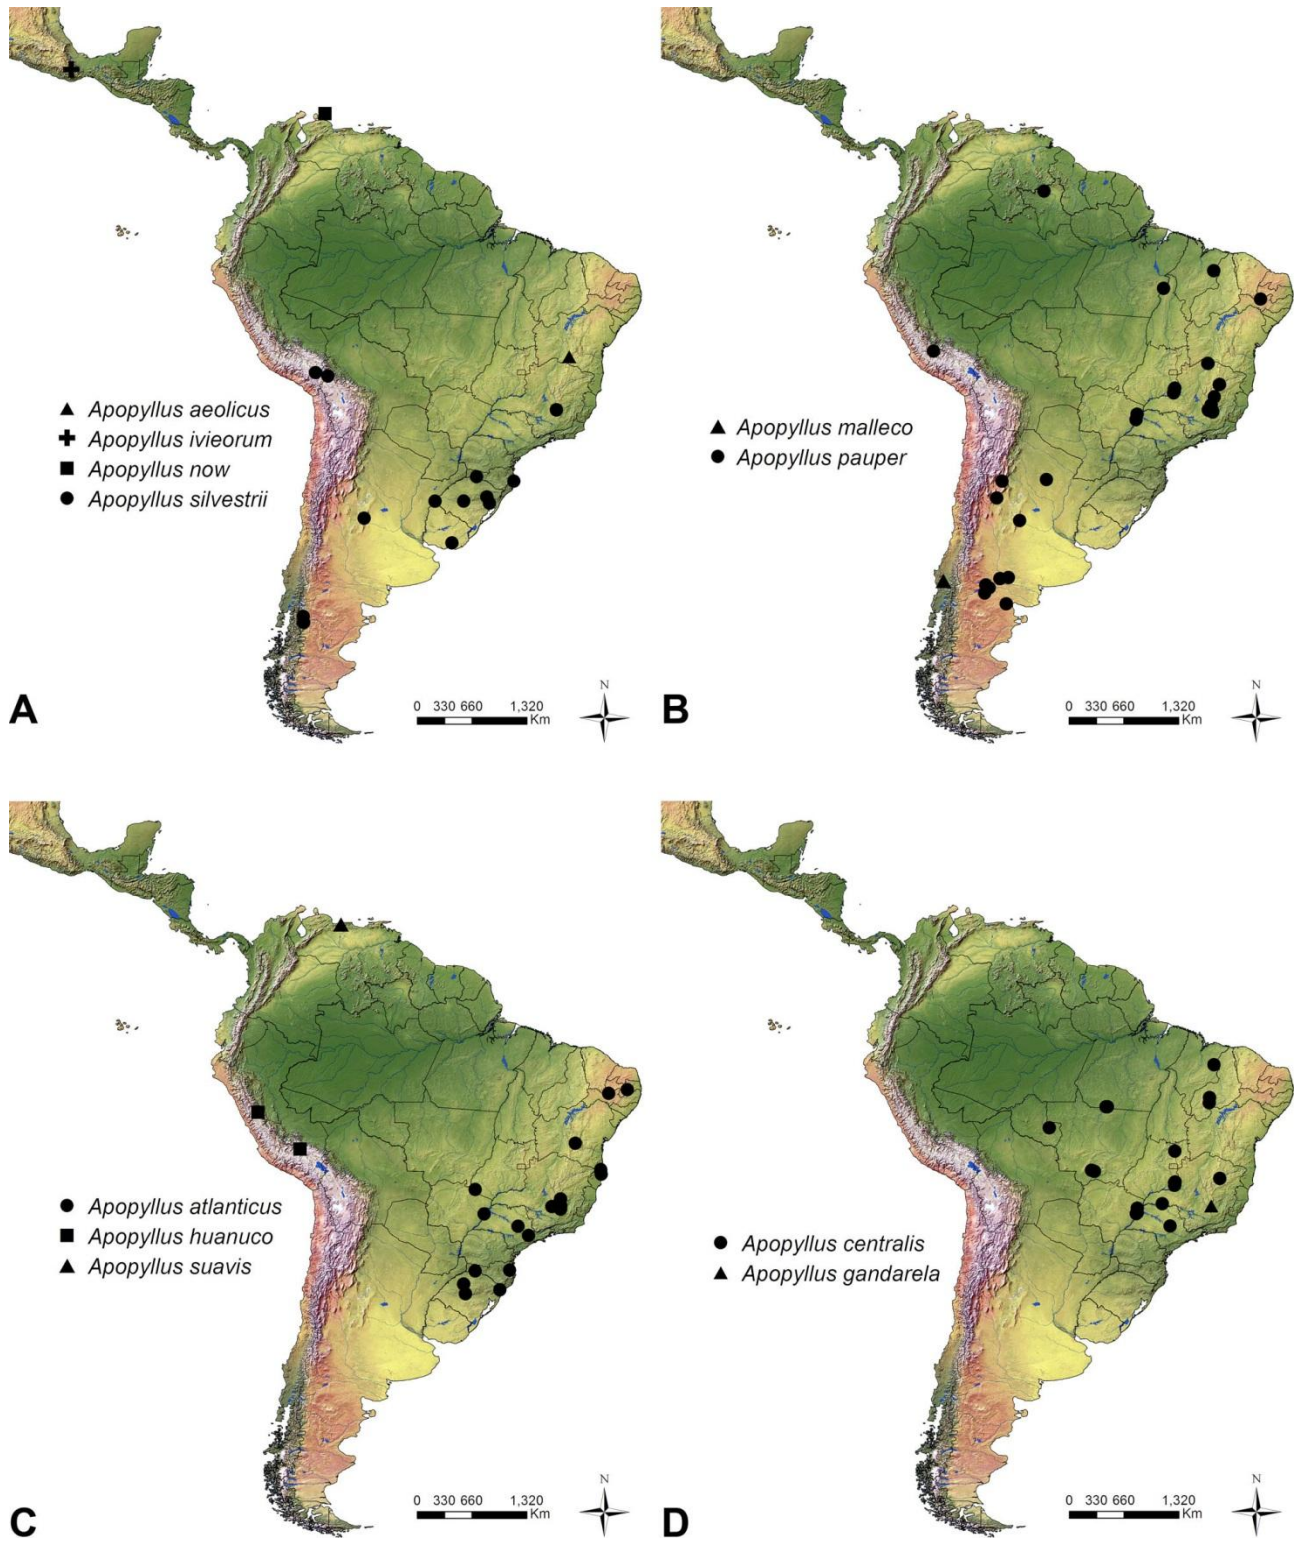 Apopyllus aeolicus
Apopyllus ivieorum
Apopyllus now
Apopyllus silvestrii
A
0 330 660 1,320
Km
N
Apopyllus malleco
Apopyllus pauper
B
0 330 660 1,320
Km
N
Apopyllus atlanticus
Apopyllus huanuco
Apopyllus suavis
C
0 330 660 1,320
Km
N
Apopyllus centralis
Apopyllus gandarela
D
0 330 660 1,320
Km
N